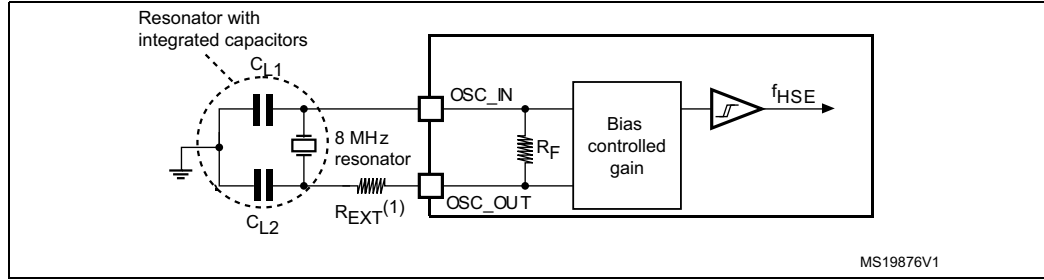 Resonator with
integrated capacitors
CL1
OSC_IN
fHSE
8 MHz
resonator
RF
Bias
controlled
gain
REXT(1)
OSC_OUT
CL2
MS19876V1